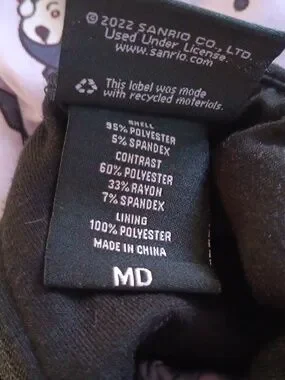 © 2022 SANRIO CO., LTD.
Used Under License.
www.sanrio.com
This label was made
with recycled materials.
SHELL
95% POLYESTER
5% SPANDEX
CONTRAST
60% POLYESTER
33% RAYON
7% SPANDEX
LINING
100% POLYESTER
MADE IN CHINA
MD